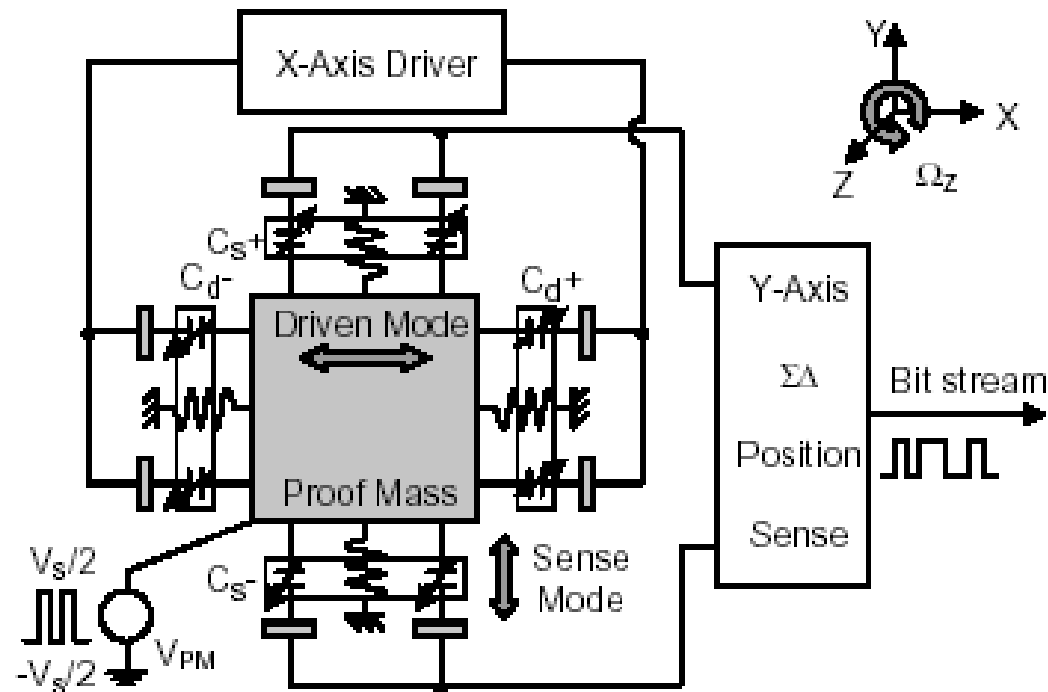 X-Axis Driver
Y
X
Z
Ωz
Cs+
Cd-
Cd+
Driven Mode
Proof Mass
Y-Axis
ΣΔ
Position
Sense
Bit stream
Cs-
Sense
Mode
Vs/2
-Vs/2
VPM